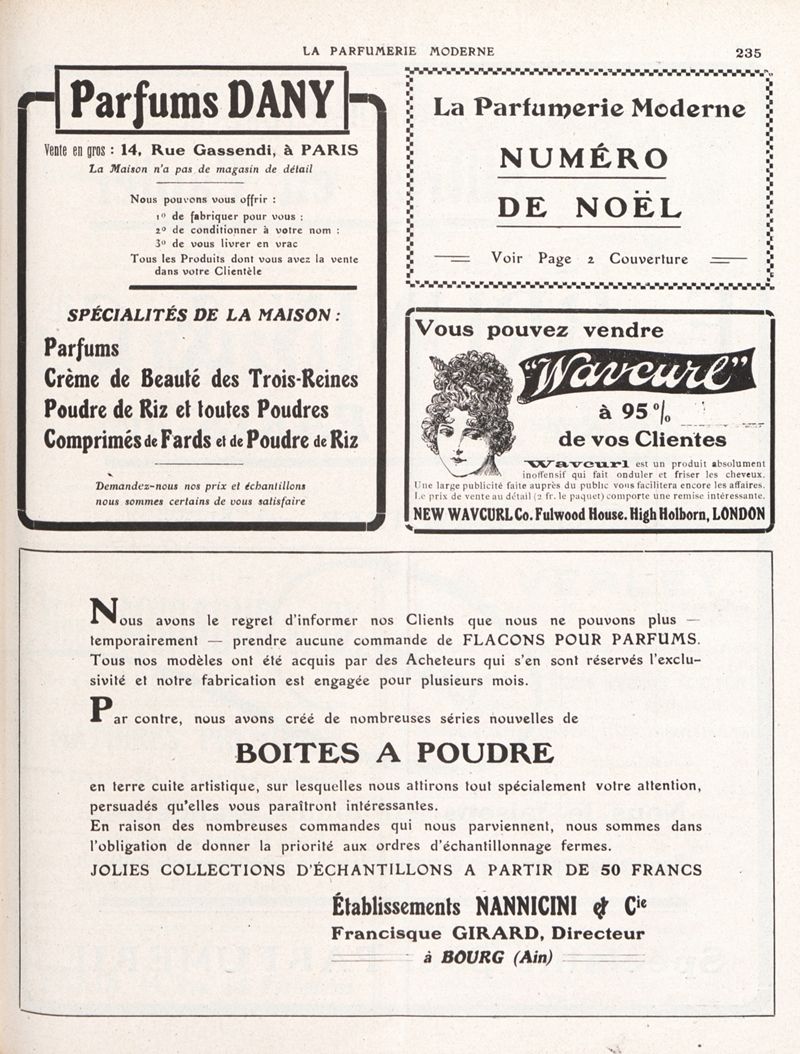 LA PARFUMERIE MODERNE
235
Parfums DANY
Vente en gros : 14, Rue Gassendi, à PARIS
La Maison n'a pas de magasin de détail
Nous pouvons vous offrir :
1º de fabriquer pour vous :
2º de conditionner à votre nom :
3º de vous livrer en vrac
Tous les Produits dont vous avez la vente
dans votre Clientèle
SPÉCIALITÉS DE LA MAISON :
Parfums
Crème de Beauté des Trois-Reines
Poudre de Riz et toutes Poudres
Comprimés de Fards et de Poudre de Riz
Demandez-nous nos prix et échantillons
nous sommes certains de vous satisfaire
La Parfumerie Moderne
NUMÉRO
DE NOËL
Voir Page 2 Couverture
Vous pouvez vendre
"Wavcurl"
à 95 %
de vos Clientes
Wavcurl est un produit absolument
inoffensif qui fait onduler et friser les cheveux.
Une large publicité faite auprès du public vous facilitera encore les affaires.
Le prix de vente au détail (2 fr. le paquet) comporte une remise intéressante.
NEW WAVCURL Co. Fulwood House. High Holborn, LONDON
Nous avons le regret d'informer nos Clients que nous ne pouvons plus —
temporairement — prendre aucune commande de FLACONS POUR PARFUMS.
Tous nos modèles ont été acquis par des Acheteurs qui s'en sont réservés l'exclu-
sivité et notre fabrication est engagée pour plusieurs mois.
Par contre, nous avons créé de nombreuses séries nouvelles de
BOITES A POUDRE
en terre cuite artistique, sur lesquelles nous attirons tout spécialement votre attention,
persuadés qu'elles vous paraîtront intéressantes.
En raison des nombreuses commandes qui nous parviennent, nous sommes dans
l'obligation de donner la priorité aux ordres d'échantillonnage fermes.
JOLIES COLLECTIONS D'ÉCHANTILLONS A PARTIR DE 50 FRANCS
Établissements NANNICINI & Cie
Francisque GIRARD, Directeur
à BOURG (Ain)